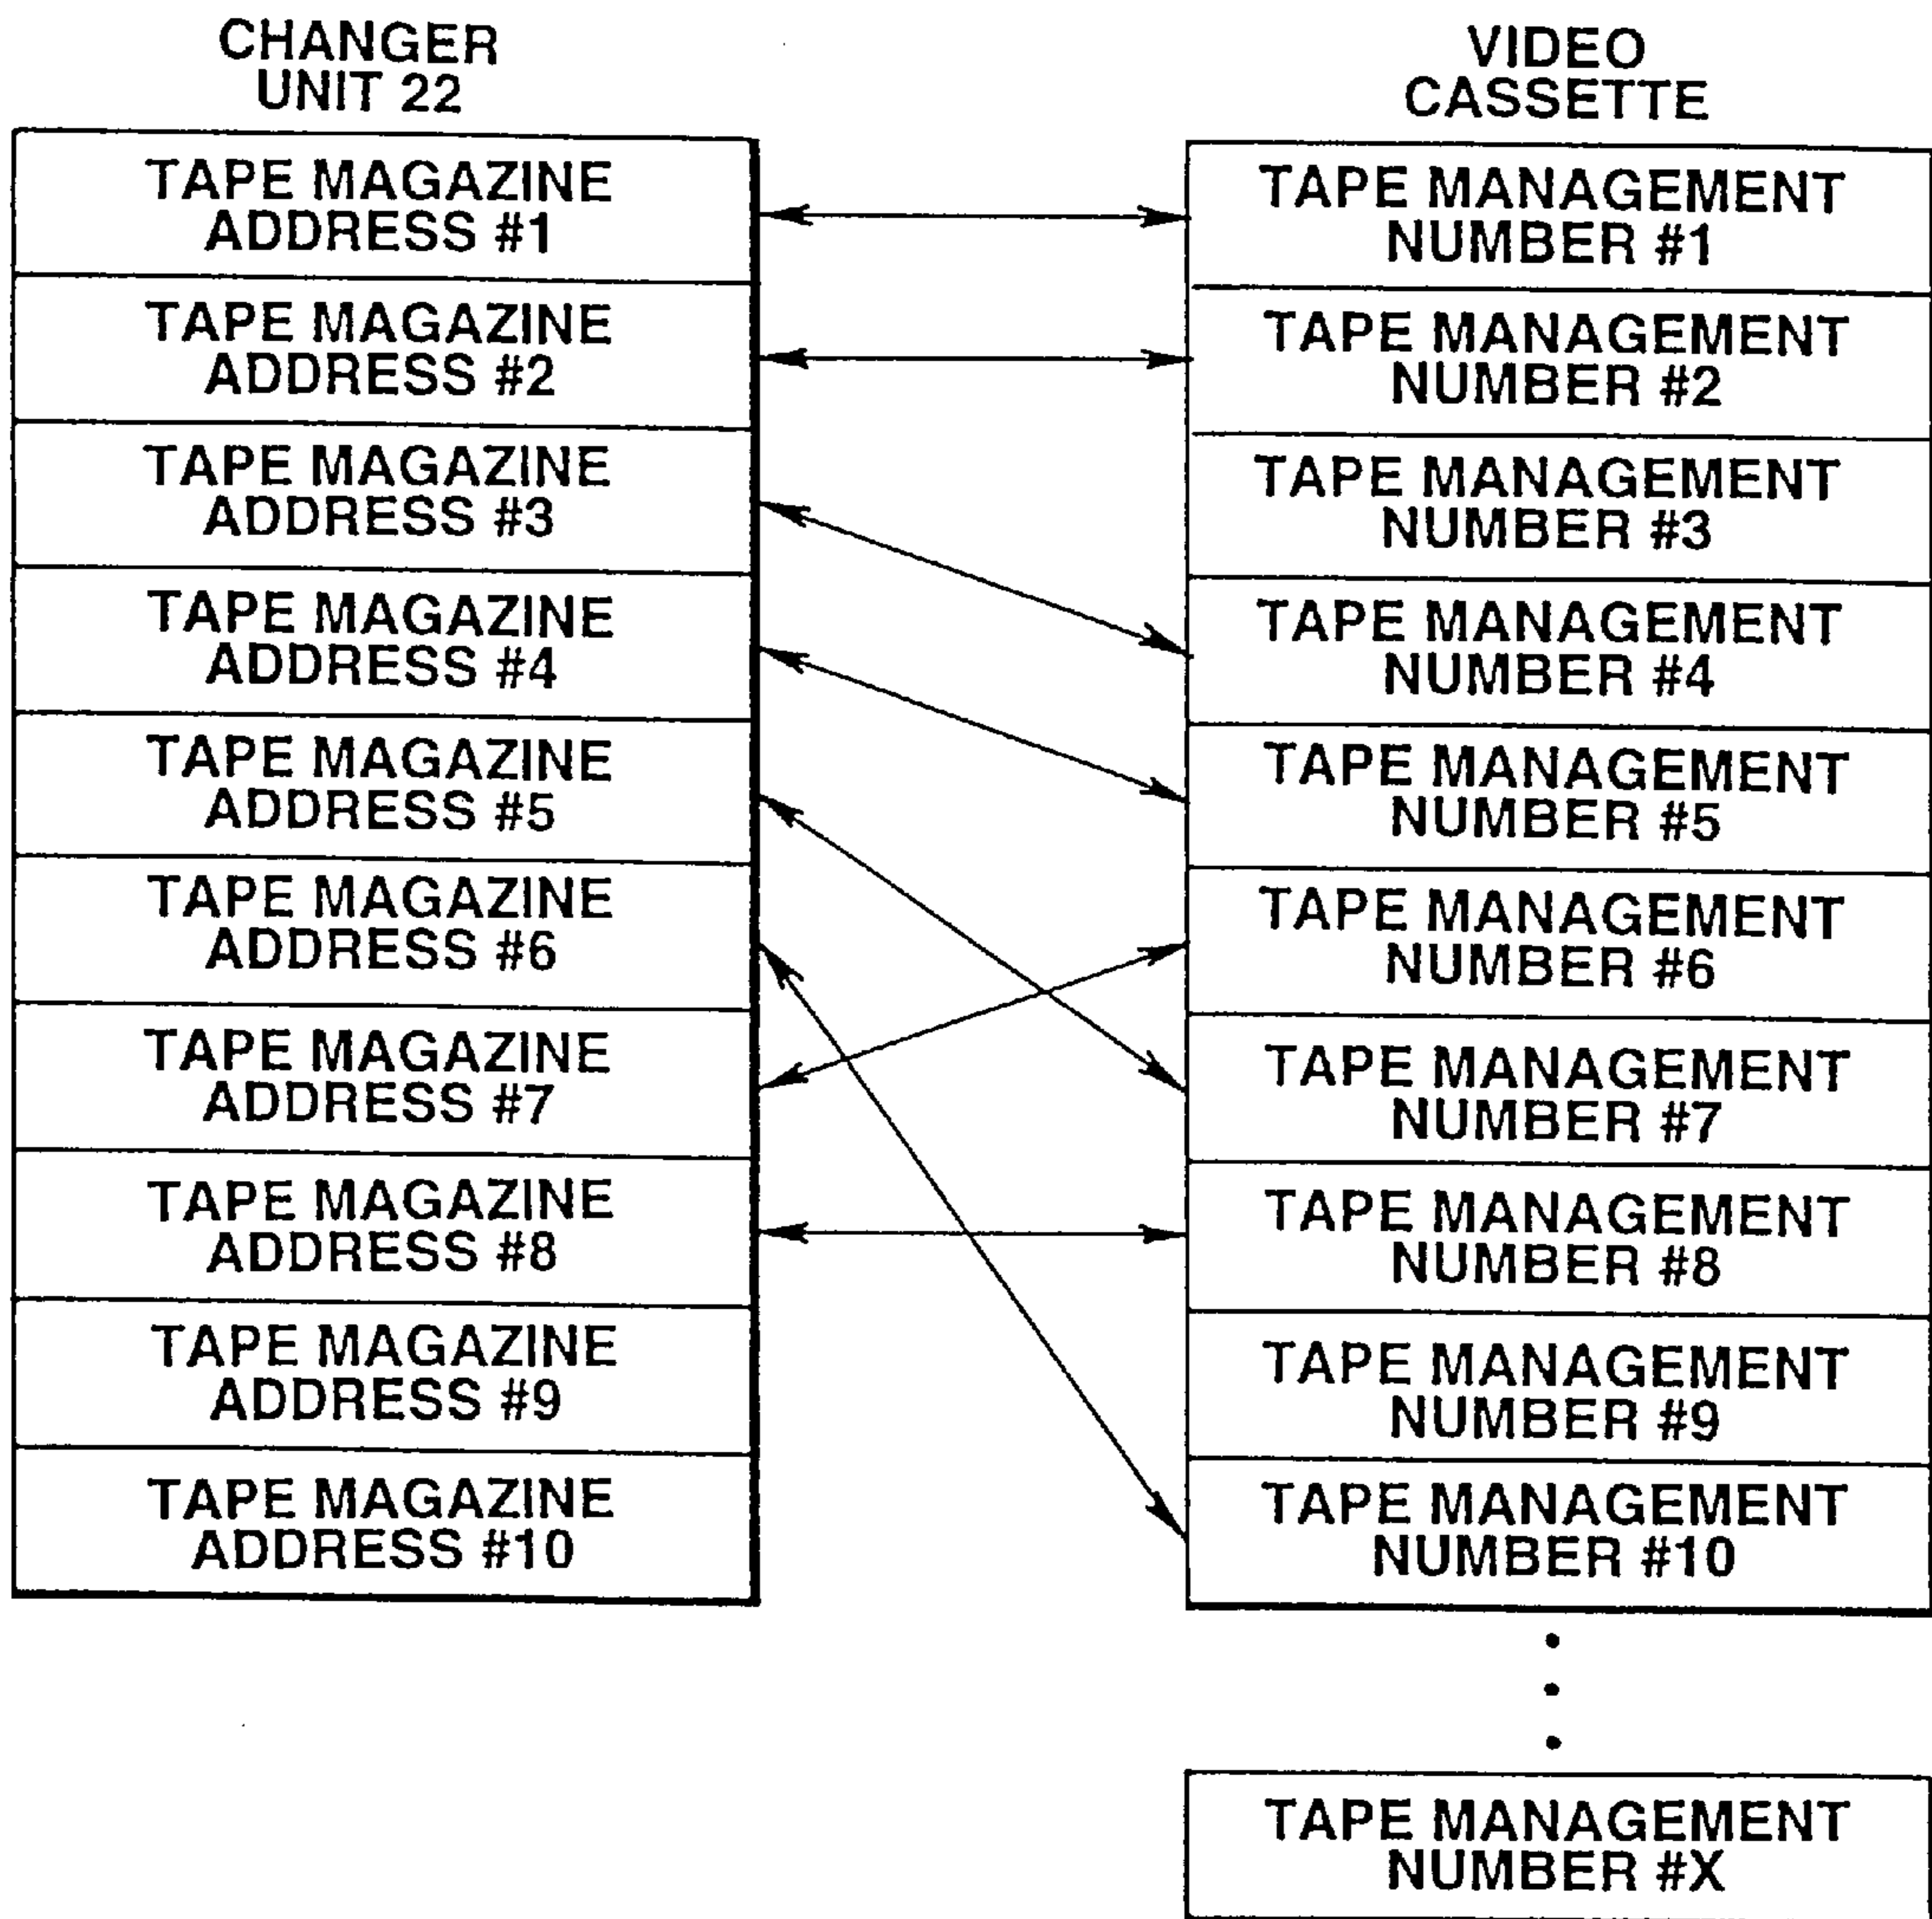 CHANGER
UNIT 22
TAPE MAGAZINE
ADDRESS #1
TAPE MAGAZINE
ADDRESS #2
TAPE MAGAZINE
ADDRESS #3
TAPE MAGAZINE
ADDRESS #4
TAPE MAGAZINE
ADDRESS #5
TAPE MAGAZINE
ADDRESS #6
TAPE MAGAZINE
ADDRESS #7
TAPE MAGAZINE
ADDRESS #8
TAPE MAGAZINE
ADDRESS #9
TAPE MAGAZINE
ADDRESS #10
VIDEO
CASSETTE
TAPE MANAGEMENT
NUMBER #1
TAPE MANAGEMENT
NUMBER #2
TAPE MANAGEMENT
NUMBER #3
TAPE MANAGEMENT
NUMBER #4
TAPE MANAGEMENT
NUMBER #5
TAPE MANAGEMENT
NUMBER #6
TAPE MANAGEMENT
NUMBER #7
TAPE MANAGEMENT
NUMBER #8
TAPE MANAGEMENT
NUMBER #9
TAPE MANAGEMENT
NUMBER #10
TAPE MANAGEMENT
NUMBER #X